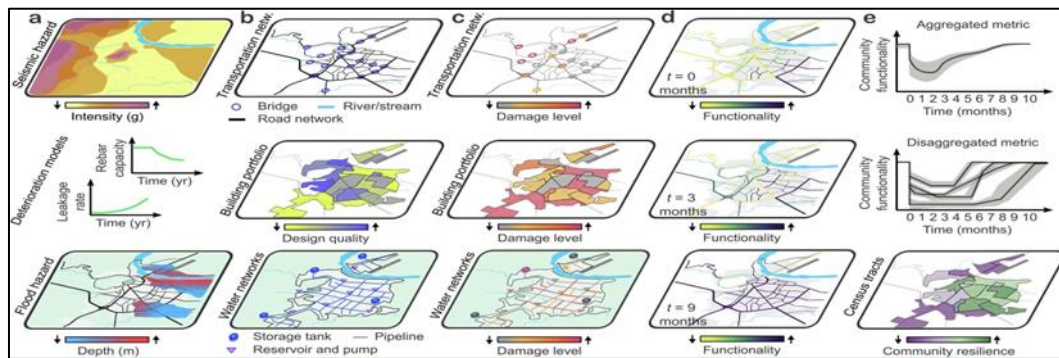 a
Seismic hazard
Intensity (g)
Deterioration models
Rebar
capacity
Time (yr)
Leakage
rate
Time (yr)
Flood hazard
Depth (m)
b
Transportation netw.
Bridge
River/stream
Road network
Building portfolio
Design quality
Water networks
Storage tank
Pipeline
Reservoir and pump
c
Transportation netw.
Damage level
Building portfolio
Damage level
Water networks
Damage level
d
t = 0
months
Functionality
t = 3
months
Functionality
t = 9
months
Functionality
e
Aggregated metric
Community
functionality
0 1 2 3 4 5 6 7 8 9 10
Time (months)
Disaggregated metric
Community
functionality
0 1 2 3 4 5 6 7 8 9 10
Time (months)
Census tracts
Community resilience